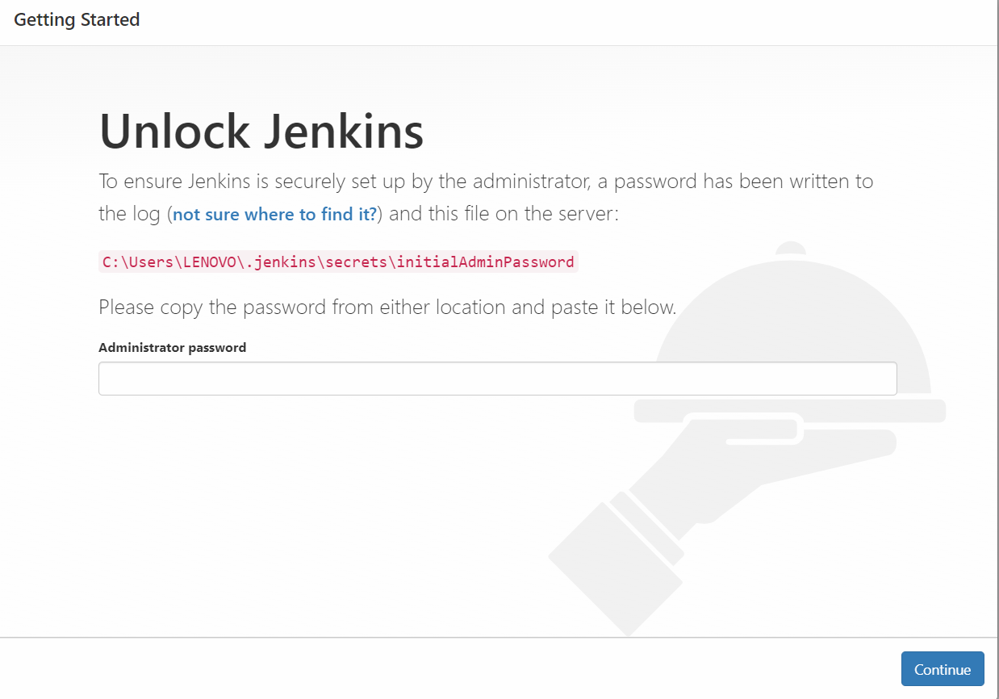 Getting Started
Unlock Jenkins
To ensure Jenkins is securely set up by the administrator, a password has been written to
the log (not sure where to find it?) and this file on the server:
C:\Users\LENOVO\.jenkins\secrets\initialAdminPassword
Please copy the password from either location and paste it below.
Administrator password
Continue